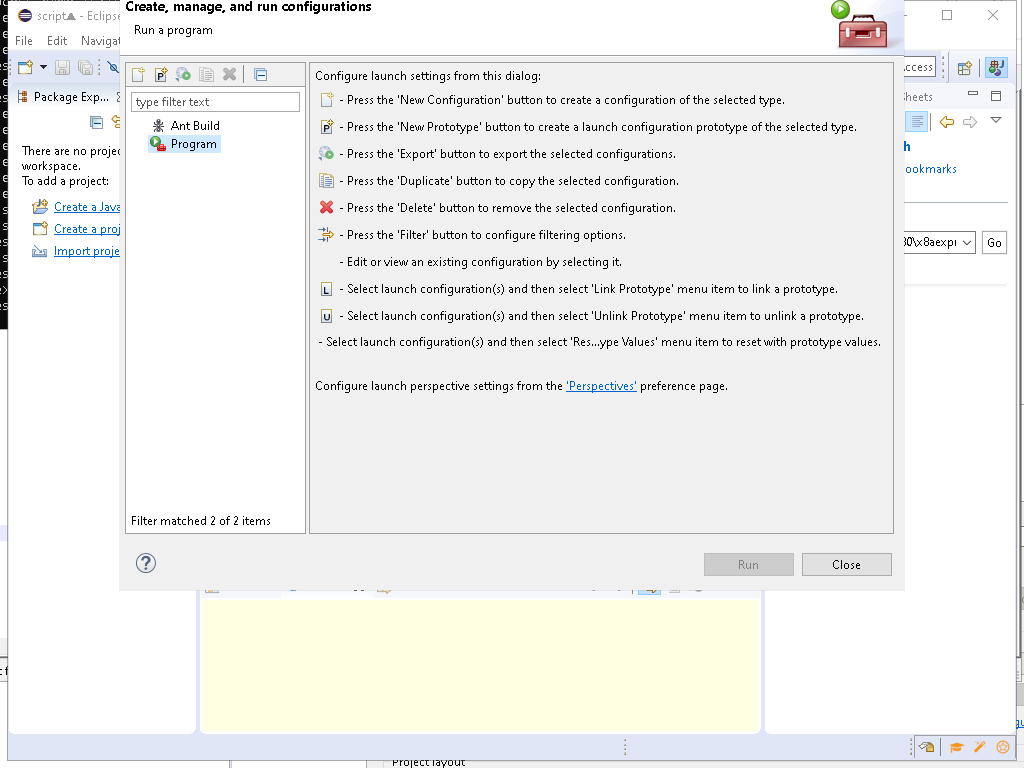 Create, manage, and run configurations
script
- Eclipse
Run a program
File Edit Navigat
Package Exp...
type filter text
Ant Build
Program
There are no projec
workspace.
To add a project:
Create a Java
Create a proj
Import proje
Filter matched 2 of 2 items
Configure launch settings from this dialog:
- Press the 'New Configuration' button to create a configuration of the selected type.
- Press the 'New Prototype' button to create a launch configuration prototype of the selected type.
- Press the 'Export' button to export the selected configurations.
- Press the 'Duplicate' button to copy the selected configuration.
- Press the 'Delete' button to remove the selected configuration.
- Press the 'Filter' button to configure filtering options.
- Edit or view an existing configuration by selecting it.
L - Select launch configuration(s) and then select 'Link Prototype' menu item to link a prototype.
U - Select launch configuration(s) and then select 'Unlink Prototype' menu item to unlink a prototype.
- Select launch configuration(s) and then select 'Res...ype Values' menu item to reset with prototype values.
Configure launch perspective settings from the 'Perspectives' preference page.
Run
Close
ccess
heets
h
ookmarks
Go
Project layout